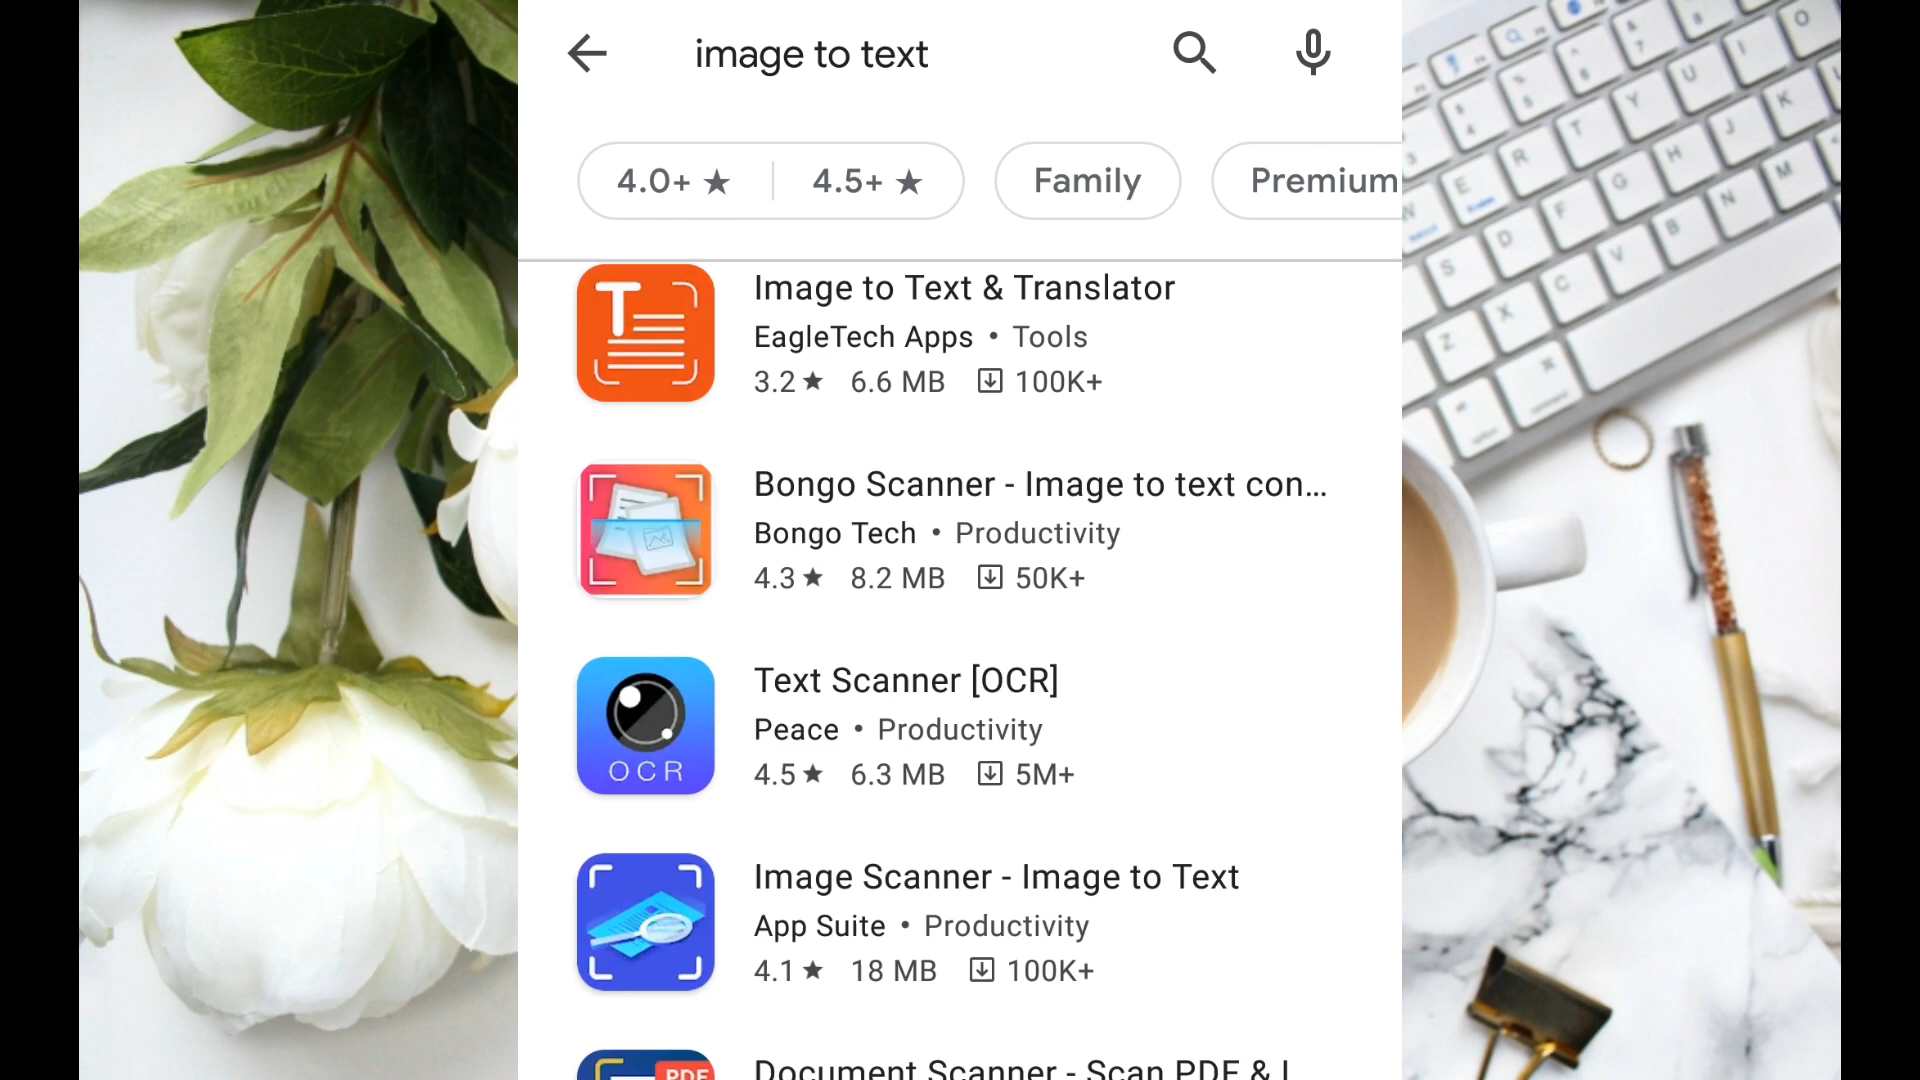 image to text
4.0+ ★ 4.5+ ★ Family Premium
Image to Text & Translator
EagleTech Apps • Tools
3.2 ★ 6.6 MB 100K+
Bongo Scanner - Image to text con...
Bongo Tech • Productivity
4.3 ★ 8.2 MB 50K+
Text Scanner [OCR]
Peace • Productivity
4.5 ★ 6.3 MB 5M+
OCR
Image Scanner - Image to Text
App Suite • Productivity
4.1 ★ 18 MB 100K+
PDF
Document Scanner - Scan PDF &